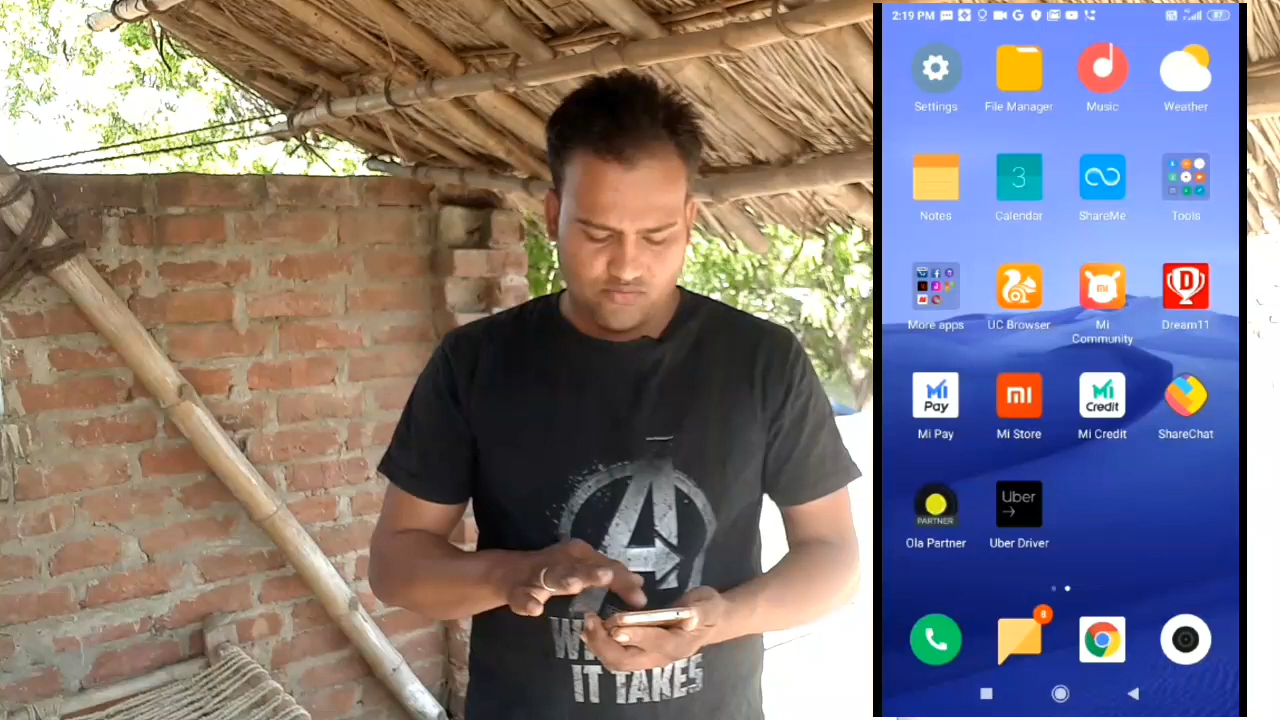 2:19 PM
Settings
File Manager
Music
Weather
Notes
3
Calendar
ShareMe
Tools
More apps
UC Browser
Mi
Community
D
Dream11
Mi
Pay
Mi Pay
Mi Store
Mi
Credit
Mi Credit
ShareChat
PARTNER
Ola Partner
Uber
Uber Driver
8
IT TAKES